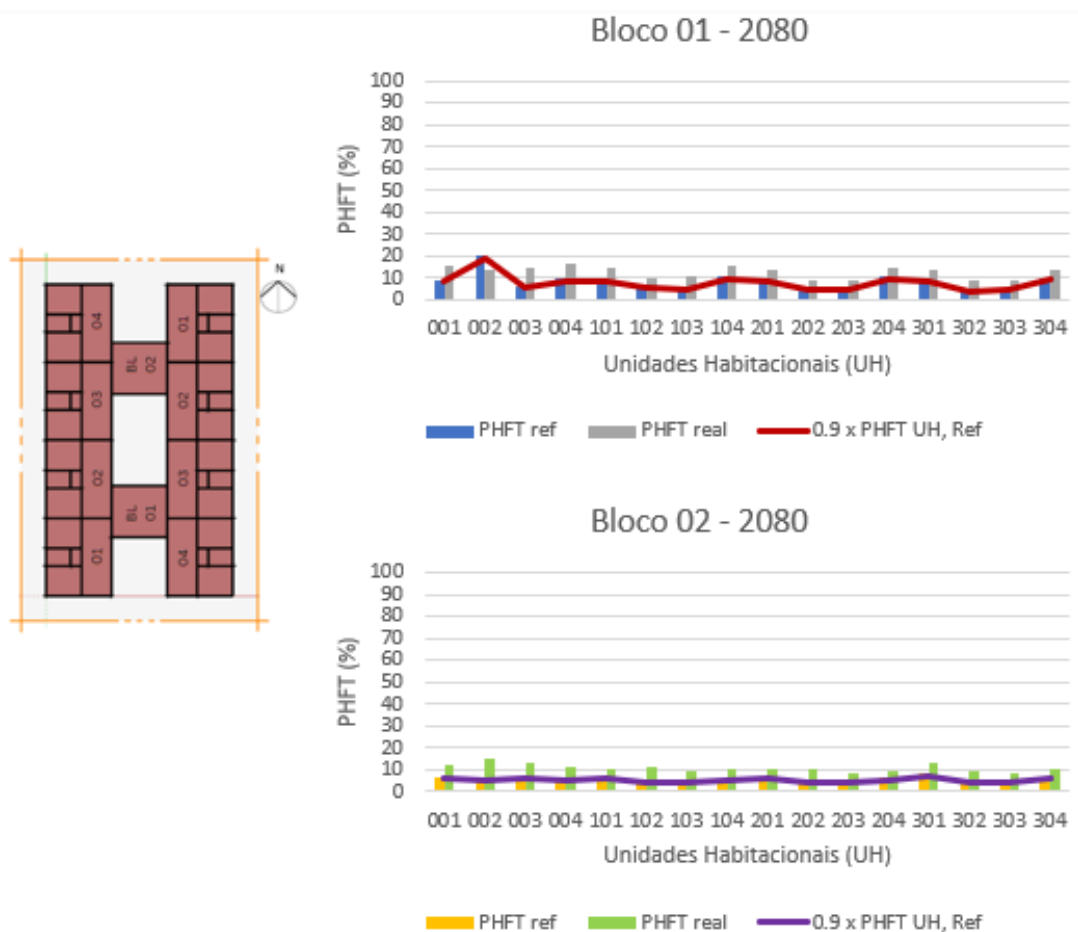 Bloco 01 - 2080
PHFT (%)
100
90
80
70
60
50
40
30
20
10
0
001 002 003 004 101 102 103 104 201 202 203 204 301 302 303 304
Unidades Habitacionais (UH)
PHFT ref PHFT real 0.9 x PHFT UH, Ref
N
04
01
BL
02
03
02
02
03
BL
01
01
04
Bloco 02 - 2080
PHFT (%)
100
90
80
70
60
50
40
30
20
10
0
001 002 003 004 101 102 103 104 201 202 203 204 301 302 303 304
Unidades Habitacionais (UH)
PHFT ref PHFT real 0.9 x PHFT UH, Ref